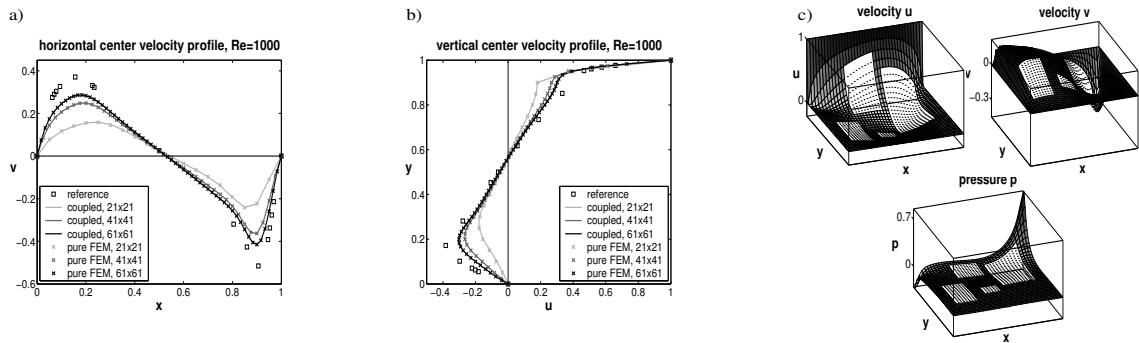 a)
horizontal center velocity profile, Re=1000
0.4
0.2
0
−0.2
−0.4
−0.6
v
reference
coupled, 21x21
coupled, 41x41
coupled, 61x61
pure FEM, 21x21
pure FEM, 41x41
pure FEM, 61x61
0 0.2 0.4 0.6 0.8 1
x
b)
vertical center velocity profile, Re=1000
1
0.8
0.6
0.4
0.2
0
y
reference
coupled, 21x21
coupled, 41x41
coupled, 61x61
pure FEM, 21x21
pure FEM, 41x41
pure FEM, 61x61
−0.4 −0.2 0 0.2 0.4 0.6 0.8 1
u
c)
velocity u
1
u
0
y
x
velocity v
v
0
−0.3
y
x
pressure p
0.7
p
0
y
x